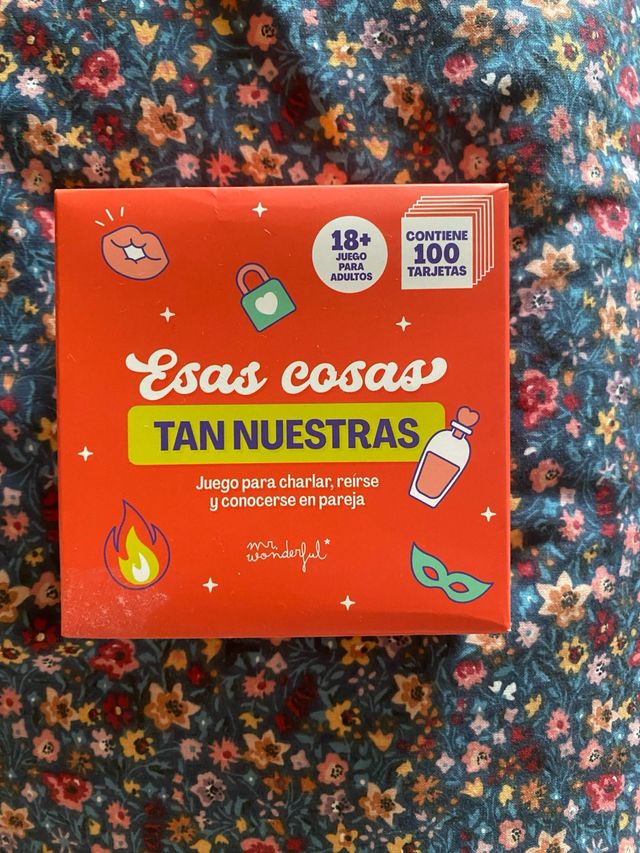 18+
JUEGO
PARA
ADULTOS
CONTIENE
100
TARJETAS
Esas cosas
TAN NUESTRAS
Juego para charlar, reírse
y conocerse en pareja
mr.
wonderful*